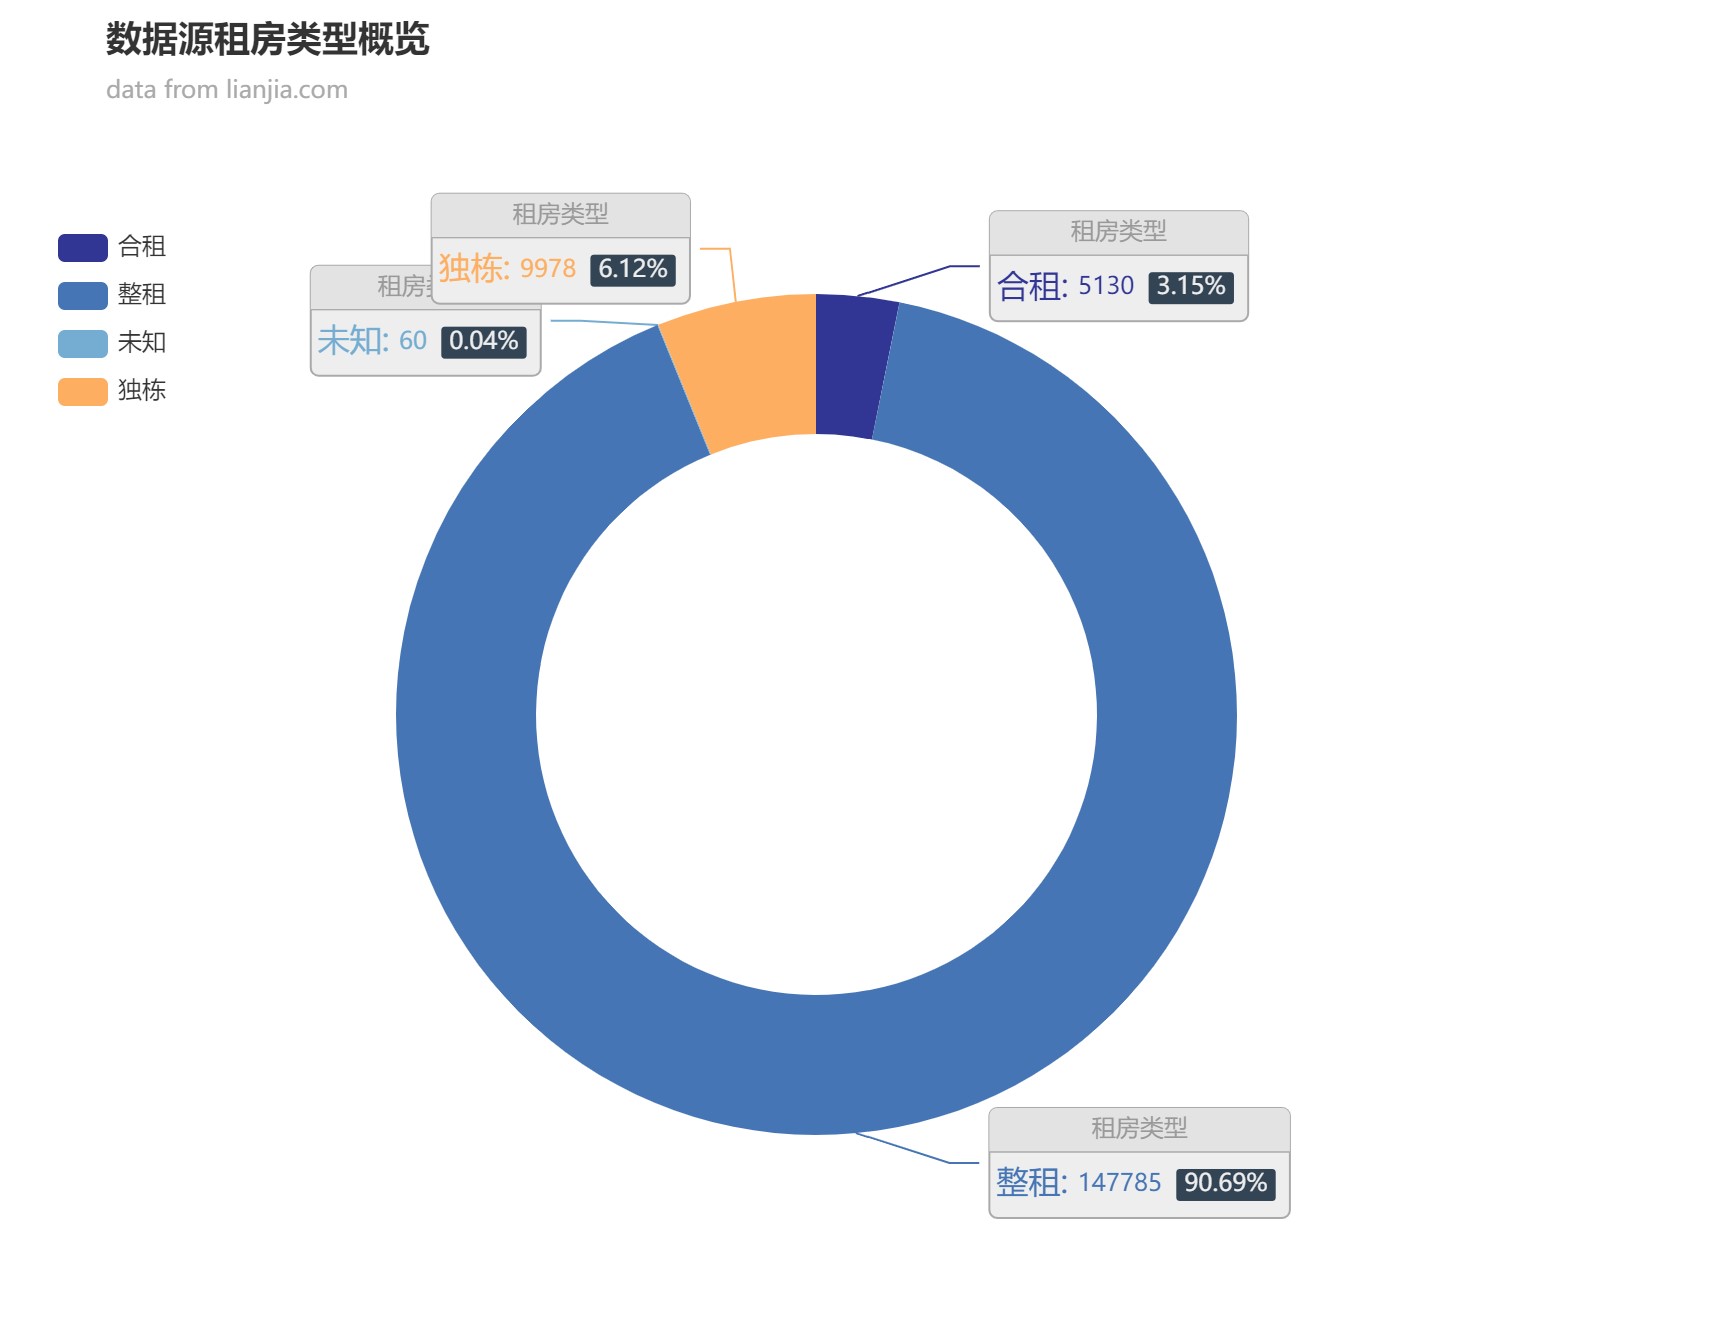 数据源租房类型概览
data from lianjia.com
合租
整租
未知
独栋
租房类型
独栋: 9978 6.12%
租房
未知: 60 0.04%
租房类型
合租: 5130 3.15%
租房类型
整租: 147785 90.69%